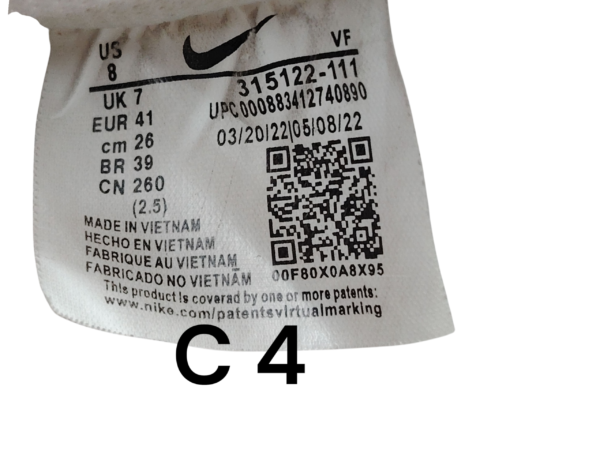 US
8
VF
315122-111
UK 7
UPC000883412740890
EUR 41
03/20/22|05/08/22
cm 26
BR 39
CN 260
(2.5)
MADE IN VIETNAM
HECHO EN VIETNAM
FABRIQUE AU VIETNAM
FABRICADO NO VIETNÃM
00F80X0A8X95
This product is covered by one or more patents:
www.nike.com/patentsvirtualmarking
C 4